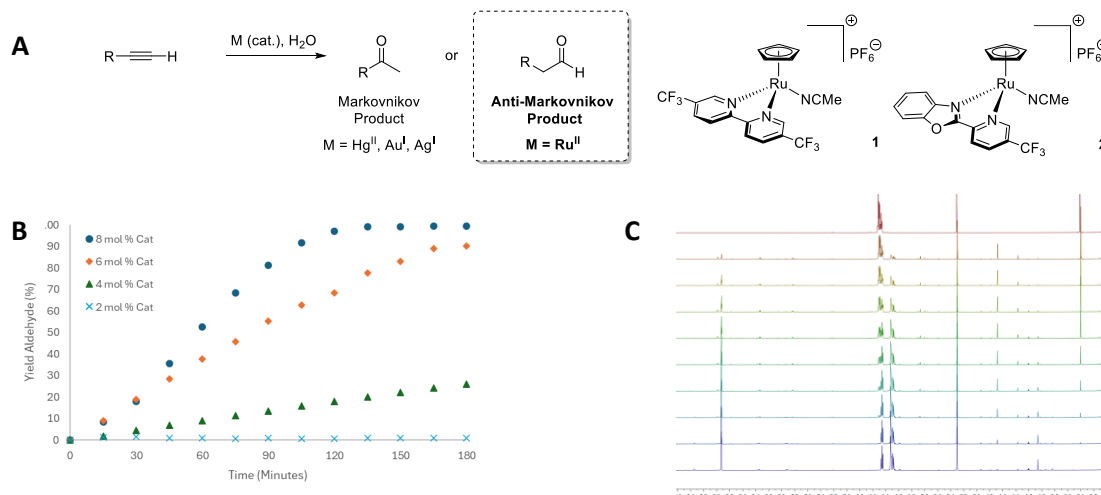 A
R
H
M (cat.), H₂O
O
R
Markovnikov
Product
M = Hgᴵᴵ, Auᴵ, Agᴵ
or
R
O
H
Anti-Markovnikov
Product
M = Ruᴵᴵ
+
PF₆⊖
Ru
NCMe
N
N
CF₃
CF₃
1
+
PF₆⊖
Ru
NCMe
N
N
O
CF₃
B
Yield Aldehyde (%)
00
90
80
70
60
50
40
30
20
10
0
8 mol % Cat
6 mol % Cat
4 mol % Cat
2 mol % Cat
0 30 60 90 120 150 180
Time (Minutes)
C